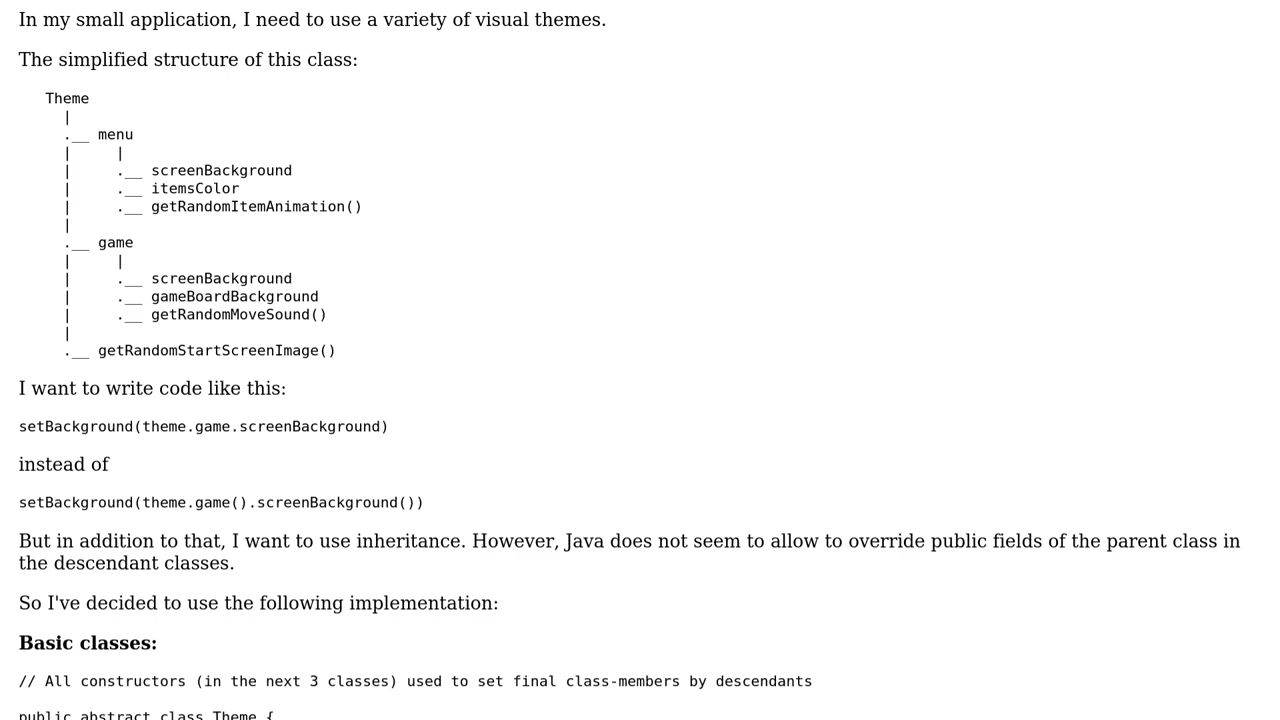 In my small application, I need to use a variety of visual themes.
The simplified structure of this class:
Theme
|
.__ menu
|     |
|     .__ screenBackground
|     .__ itemsColor
|     .__ getRandomItemAnimation()
|
.__ game
|     |
|     .__ screenBackground
|     .__ gameBoardBackground
|     .__ getRandomMoveSound()
|
.__ getRandomStartScreenImage()
I want to write code like this:
setBackground(theme.game.screenBackground)
instead of
setBackground(theme.game().screenBackground())
But in addition to that, I want to use inheritance. However, Java does not seem to allow to override public fields of the parent class in
the descendant classes.
So I've decided to use the following implementation:
Basic classes:
// All constructors (in the next 3 classes) used to set final class-members by descendants
public abstract class Theme {